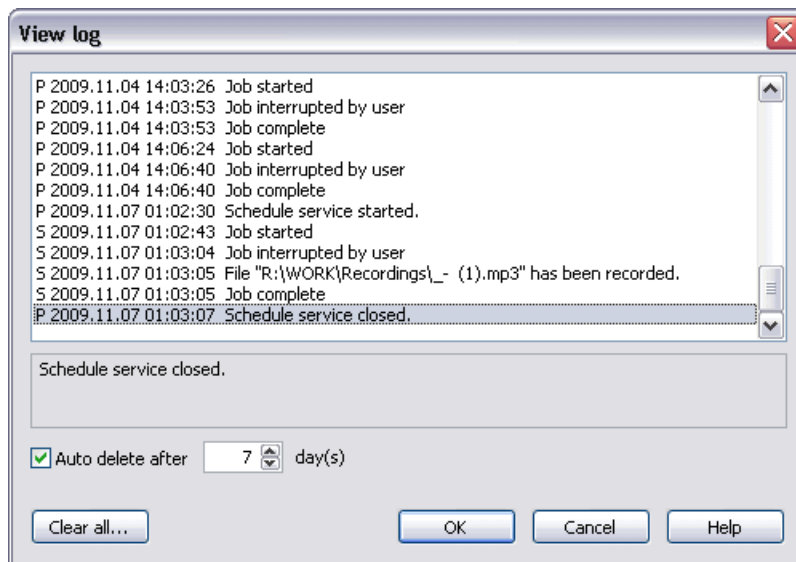 View log
P 2009.11.04 14:03:26 Job started
P 2009.11.04 14:03:53 Job interrupted by user
P 2009.11.04 14:03:53 Job complete
P 2009.11.04 14:06:24 Job started
P 2009.11.04 14:06:40 Job interrupted by user
P 2009.11.04 14:06:40 Job complete
P 2009.11.07 01:02:30 Schedule service started.
S 2009.11.07 01:02:43 Job started
S 2009.11.07 01:03:04 Job interrupted by user
S 2009.11.07 01:03:05 File "R:\WORK\Recordings\_- (1).mp3" has been recorded.
S 2009.11.07 01:03:05 Job complete
P 2009.11.07 01:03:07 Schedule service closed.
Schedule service closed.
Auto delete after 7 day(s)
Clear all... OK Cancel Help